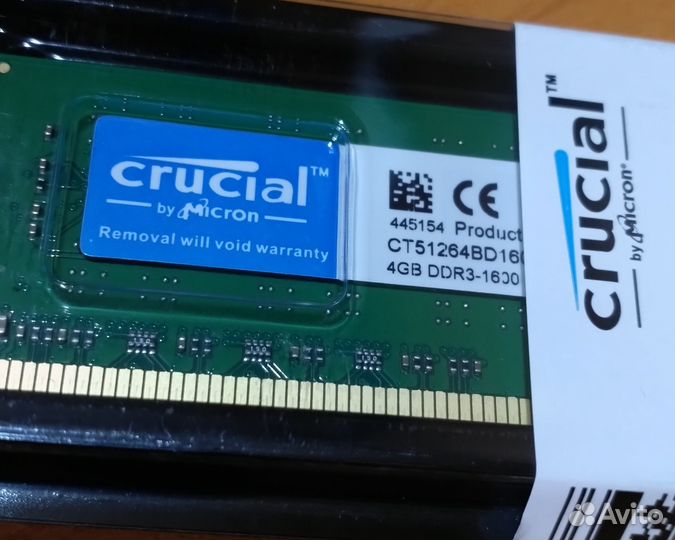 crucial™
by Micron
Removal will void warranty
CE
445154 Product
CT51264BD160
4GB DDR3-1600
crucial™
by Micron®
Avito